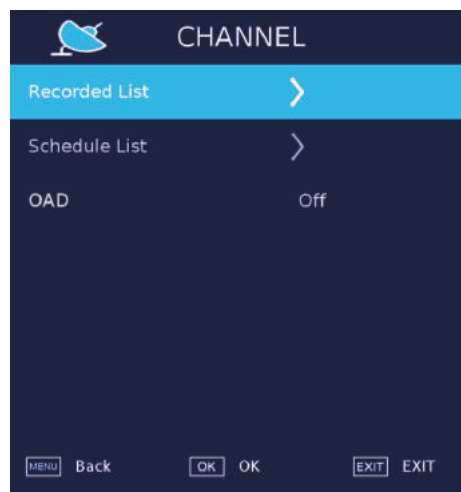 CHANNEL
Recorded List
Schedule List
OAD Off
MENU Back OK OK EXIT EXIT